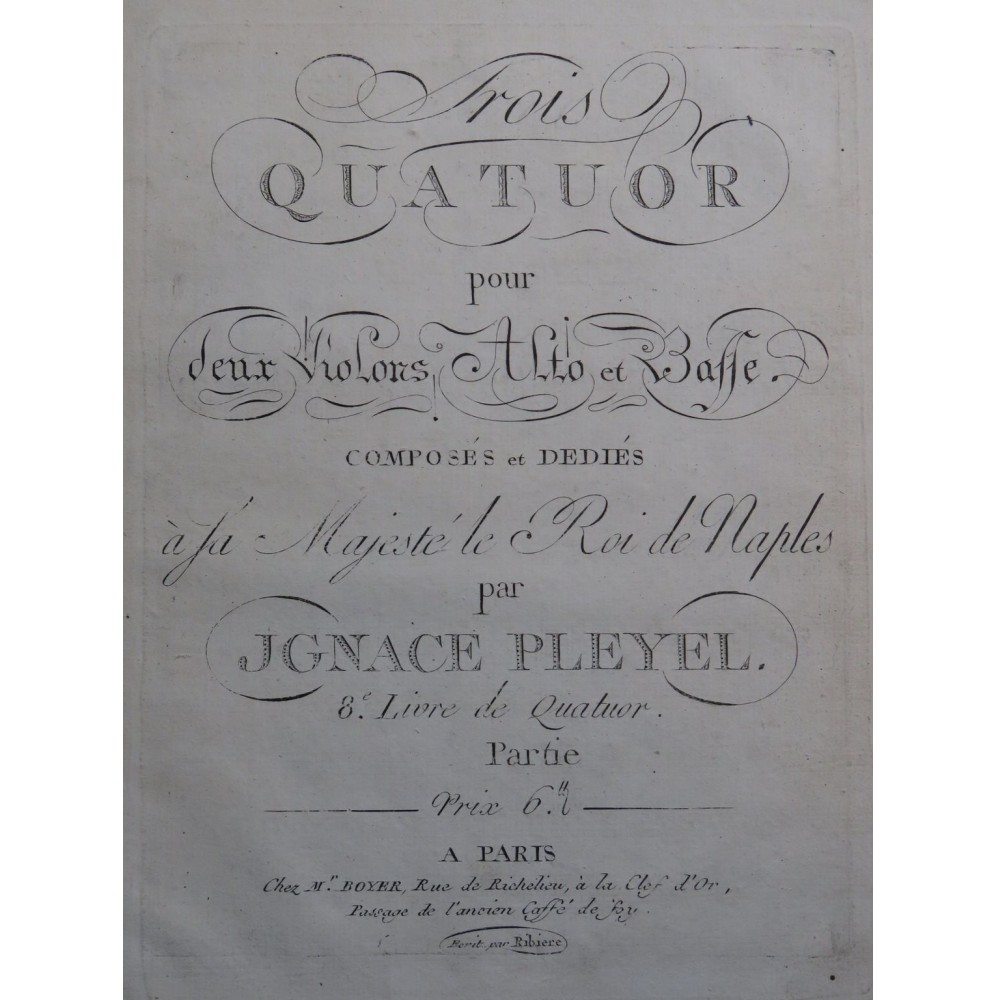 Trois
QUATUOR
pour
deux Violons, Alto et Basse.
COMPOSÉS et DEDIÉS
à Sa Majesté le Roi de Naples
par
JGNACE PLEYEL.
8.e Livre de Quatuor.
Partie
Prix 6.tt
A PARIS
Chez Mr. BOYER, Rue de Richelieu, à la Clef d'Or,
Passage de l'ancien Caffé de foy.
Ecrit par Ribiere